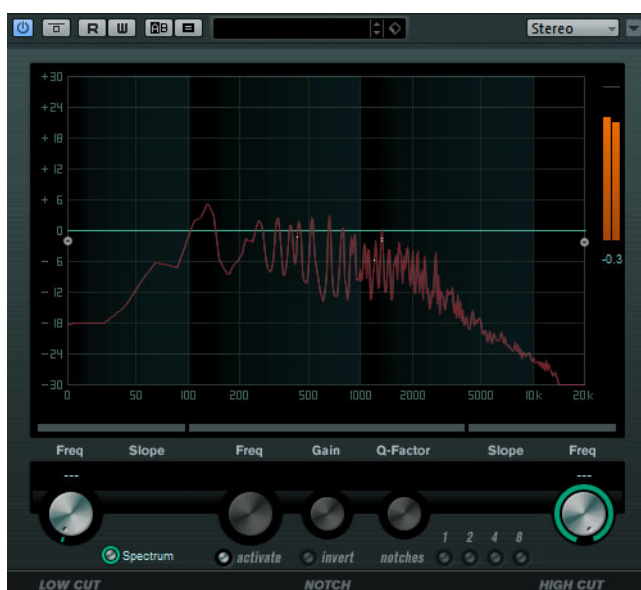 R W AB = Stereo
+30
+24
+18
+12
+6
0
-6
-12
-18
-24
-30
-0.3
0 50 100 200 500 1000 2000 5000 10k 20k
Freq Slope Freq Gain Q-Factor Slope Freq
--- ---
1 2 4 8
Spectrum activate invert notches
LOW CUT NOTCH HIGH CUT